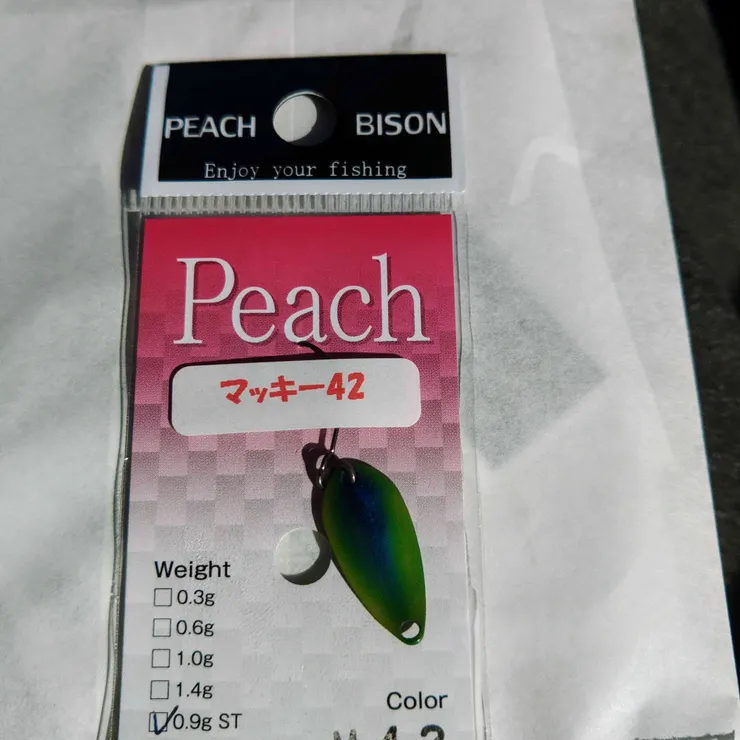 PEACH BISON
Enjoy your fishing
Peach
マッキー42
Weight
0.3g
0.6g
1.0g
1.4g
0.9g ST
Color